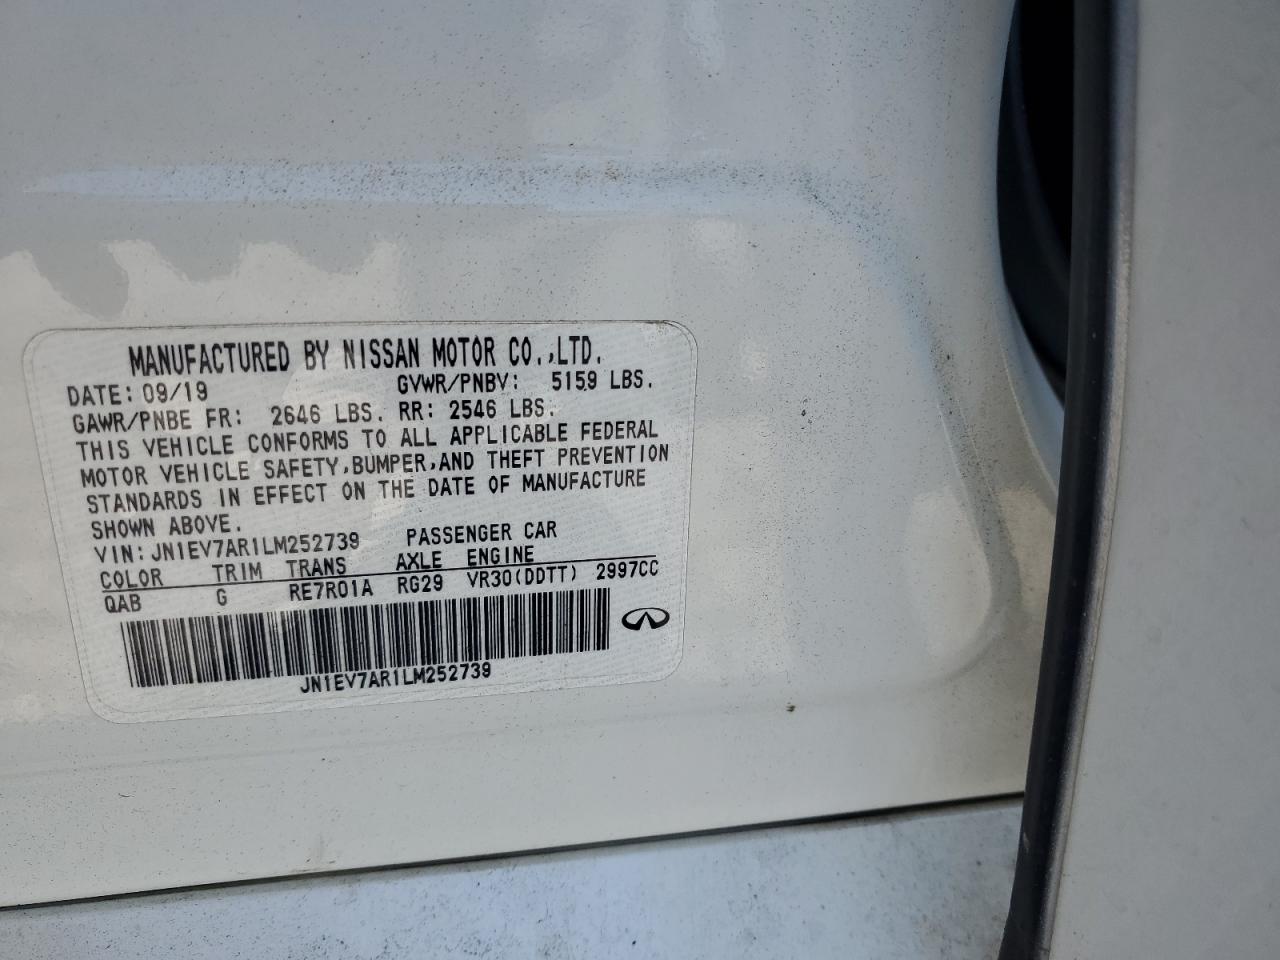 MANUFACTURED BY NISSAN MOTOR CO.,LTD.
DATE: 09/19 GVWR/PNBV: 5159 LBS.
GAWR/PNBE FR: 2646 LBS. RR: 2546 LBS.
THIS VEHICLE CONFORMS TO ALL APPLICABLE FEDERAL
MOTOR VEHICLE SAFETY,BUMPER,AND THEFT PREVENTION
STANDARDS IN EFFECT ON THE DATE OF MANUFACTURE
SHOWN ABOVE.
VIN:JN1EV7AR1LM252739 PASSENGER CAR
COLOR TRIM TRANS AXLE ENGINE
QAB G RE7R01A RG29 VR30(DDTT) 2997CC
JN1EV7AR1LM252739